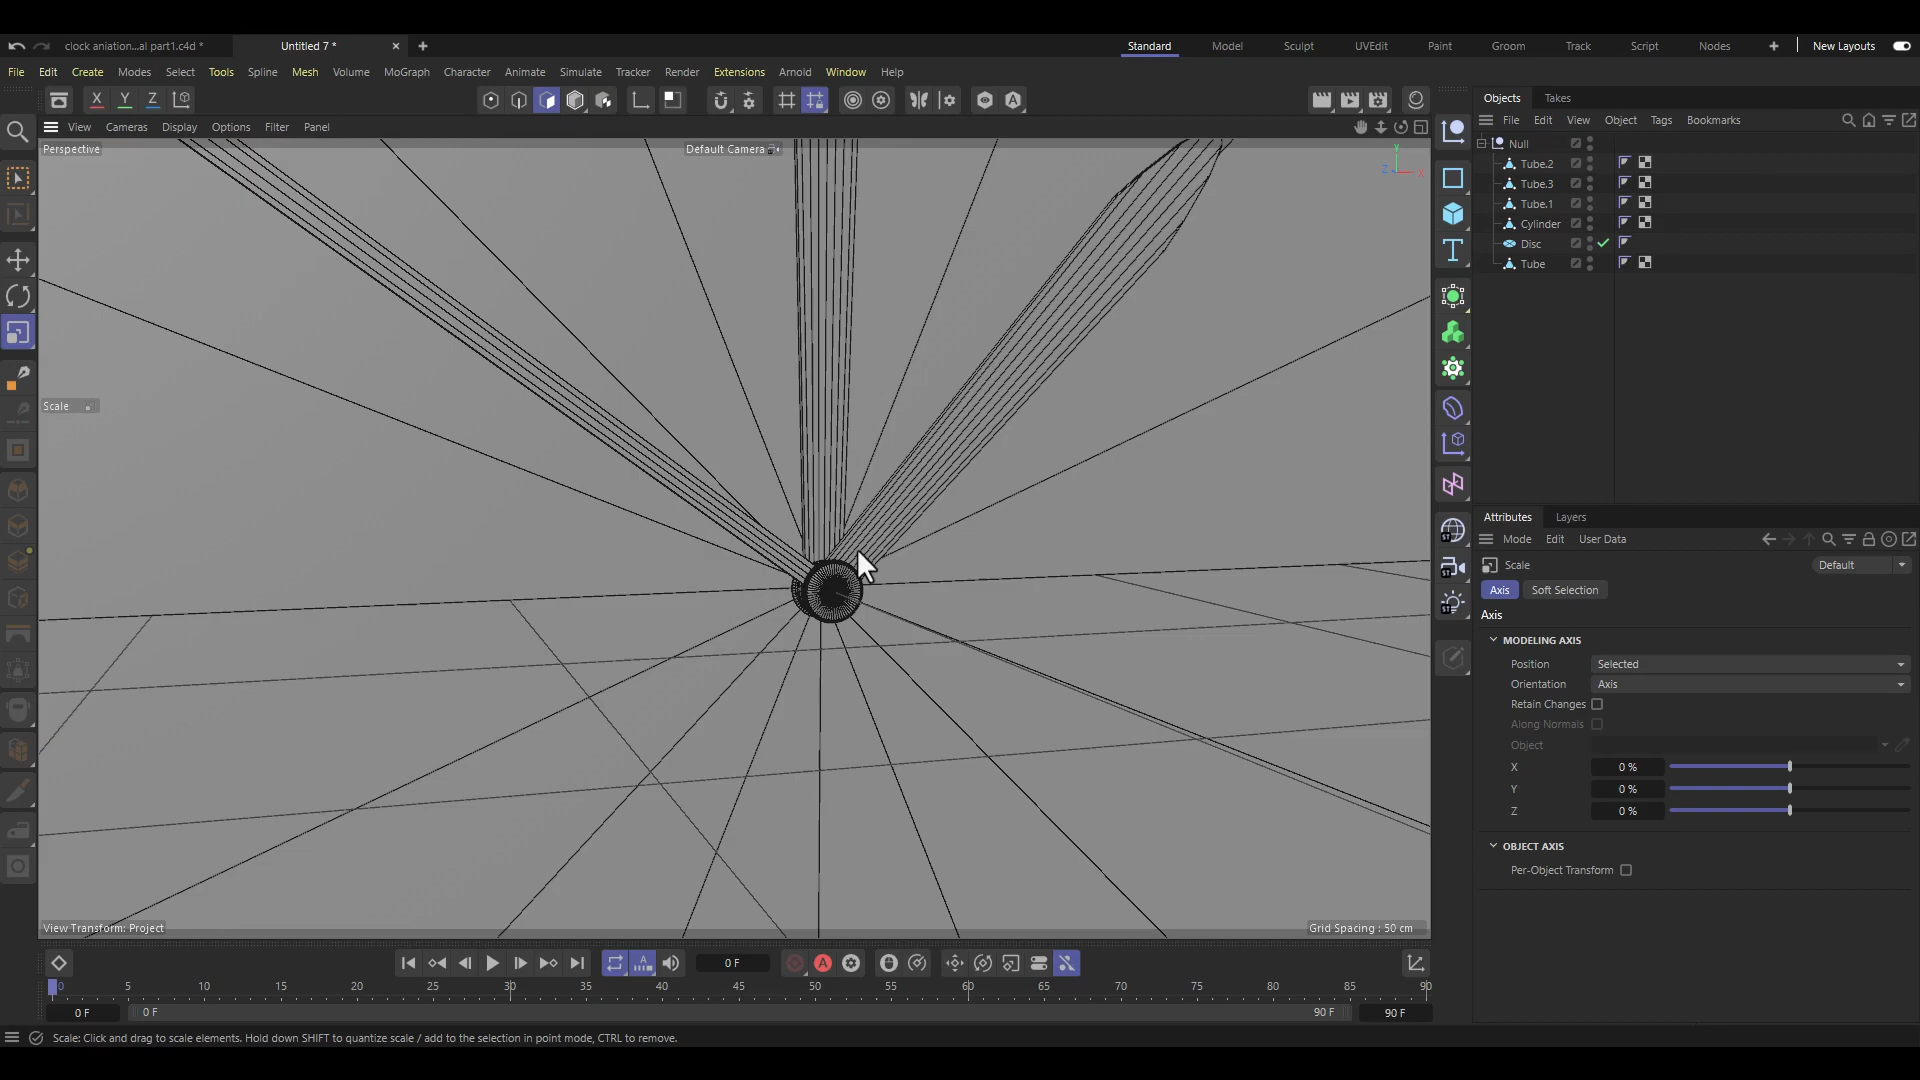 clock aniation...al part1.c4d *
Untitled 7 *
Standard
Model
Sculpt
UVEdit
Paint
Groom
Track
Script
Nodes
New Layouts
File Edit Create Modes Select Tools Spline Mesh Volume MoGraph Character Animate Simulate Tracker Render Extensions Arnold Window Help
X Y Z
View Cameras Display Options Filter Panel
Perspective
Default Camera
Y
Z
X
Scale
View Transform: Project
Grid Spacing : 50 cm
Objects Takes
File Edit View Object Tags Bookmarks
Null
Tube.2
Tube.3
Tube.1
Cylinder
Disc
Tube
Attributes Layers
Mode Edit User Data
Scale
Default
Axis Soft Selection
Axis
MODELING AXIS
Position Selected
Orientation Axis
Retain Changes
Along Normals
Object
X 0 %
Y 0 %
Z 0 %
OBJECT AXIS
Per-Object Transform
0 F
0 5 10 15 20 25 30 35 40 45 50 55 60 65 70 75 80 85 90
0 F 0 F 90 F 90 F
Scale: Click and drag to scale elements. Hold down SHIFT to quantize scale / add to the selection in point mode, CTRL to remove.